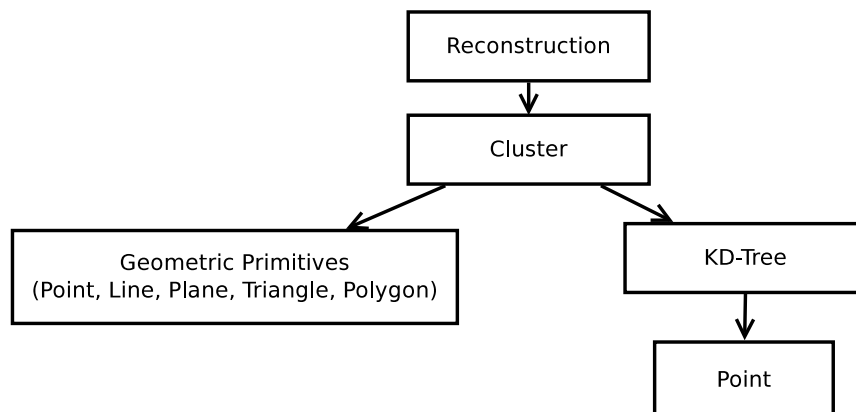 Reconstruction
Cluster
Geometric Primitives
(Point, Line, Plane, Triangle, Polygon)
KD-Tree
Point